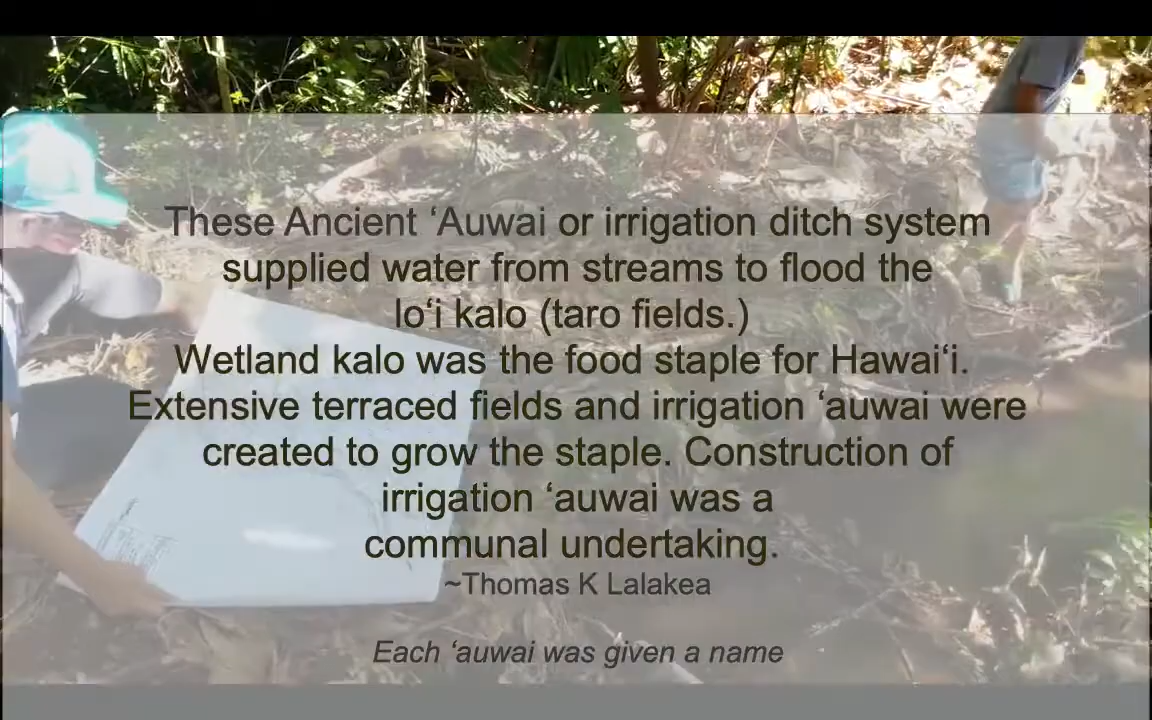 These Ancient ʻAuwai or irrigation ditch system
supplied water from streams to flood the
loʻi kalo (taro fields.)
Wetland kalo was the food staple for Hawaiʻi.
Extensive terraced fields and irrigation ʻauwai were
created to grow the staple. Construction of
irrigation ʻauwai was a
communal undertaking.
~Thomas K Lalakea
Each ʻauwai was given a name